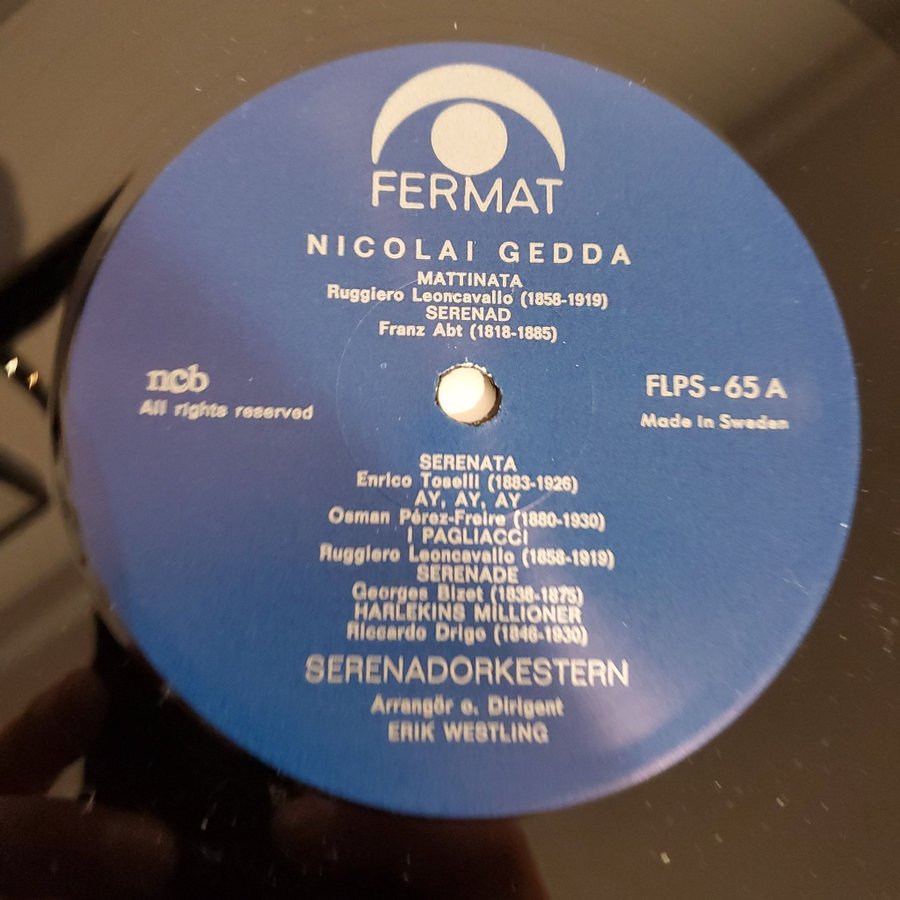 FERMAT
NICOLAI GEDDA
MATTINATA
Ruggiero Leoncavallo (1858-1919)
SERENAD
Franz Abt (1818-1885)
ncb
All rights reserved
FLPS-65 A
Made in Sweden
SERENATA
Enrico Toselli (1883-1926)
AY, AY, AY
Osman Pérez-Freire (1880-1930)
I PAGLIACCI
Ruggiero Leoncavallo (1858-1919)
SERENADE
Georges Bizet (1838-1875)
HARLEKINS MILLIONER
Riccardo Drigo (1846-1930)
SERENADORKESTERN
Arrangör o. Dirigent
ERIK WESTLING